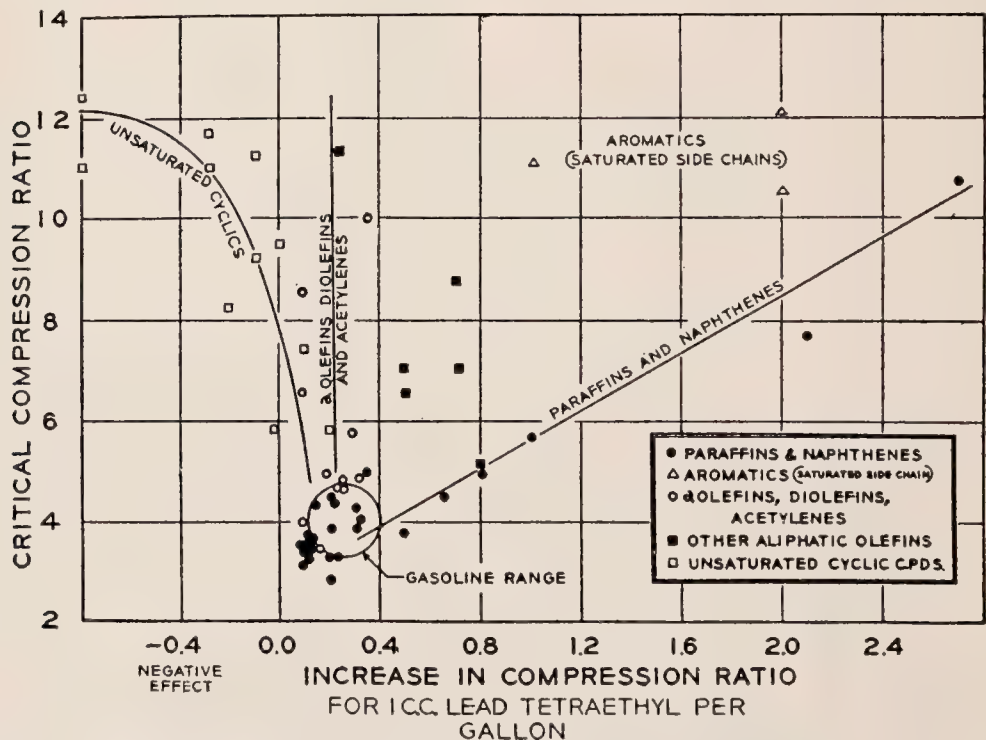 14
12
10
8
6
4
2
CRITICAL COMPRESSION RATIO
UNSATURATED CYCLICS
α OLEFINS DIOLEFINS
AND ACETYLENES
AROMATICS
(SATURATED SIDE CHAINS)
PARAFFINS AND NAPHTHENES
GASOLINE RANGE
PARAFFINS & NAPHTHENES
AROMATICS (SATURATED SIDE CHAIN)
α OLEFINS, DIOLEFINS,
ACETYLENES
OTHER ALIPHATIC OLEFINS
UNSATURATED CYCLIC CPDS.
-0.4 0.0 0.4 0.8 1.2 1.6 2.0 2.4
NEGATIVE
EFFECT
INCREASE IN COMPRESSION RATIO
FOR 1 C.C. LEAD TETRAETHYL PER
GALLON